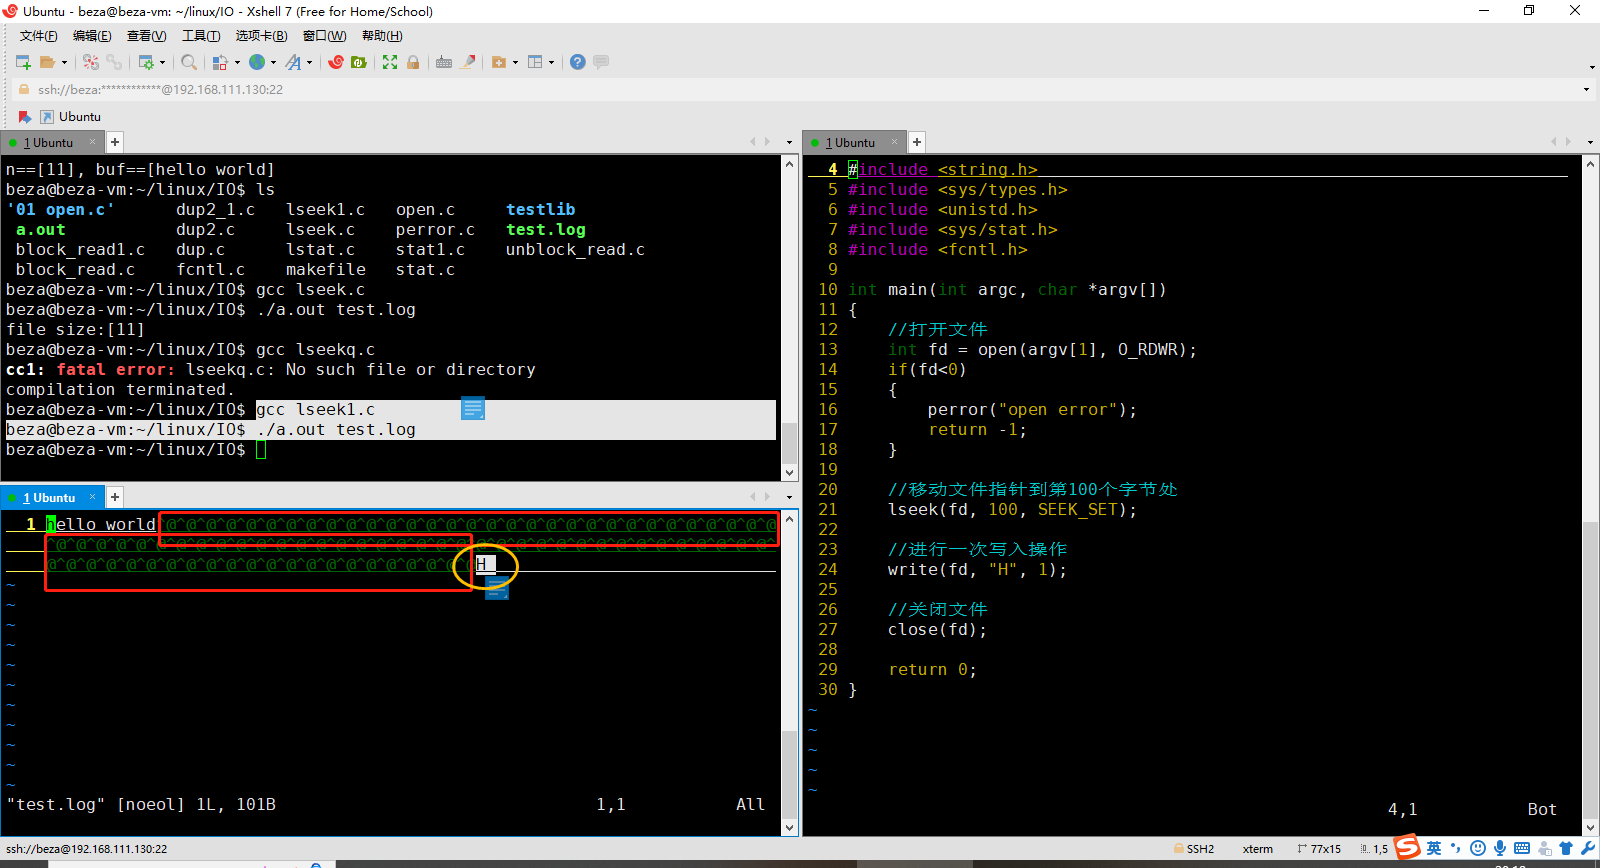 Ubuntu - beza@beza-vm: ~/linux/IO - Xshell 7 (Free for Home/School)
文件(F) 编辑(E) 查看(V) 工具(T) 选项卡(B) 窗口(W) 帮助(H)
ssh://beza:************@192.168.111.130:22
Ubuntu
1 Ubuntu
n==[11], buf==[hello world]
beza@beza-vm:~/linux/IO$ ls
'01 open.c' dup2_1.c lseek1.c open.c testlib
a.out dup2.c lseek.c perror.c test.log
block_read1.c dup.c lstat.c stat1.c unblock_read.c
block_read.c fcntl.c makefile stat.c
beza@beza-vm:~/linux/IO$ gcc lseek.c
beza@beza-vm:~/linux/IO$ ./a.out test.log
file size:[11]
beza@beza-vm:~/linux/IO$ gcc lseekq.c
cc1: fatal error: lseekq.c: No such file or directory
compilation terminated.
beza@beza-vm:~/linux/IO$ gcc lseek1.c
beza@beza-vm:~/linux/IO$ ./a.out test.log
beza@beza-vm:~/linux/IO$
1 Ubuntu
1 hello world^@^@^@^@^@^@^@^@^@^@^@^@^@^@^@^@^@^@^@^@^@^@^@^@^@^@^@^@^@^@^@
^@^@^@^@^@^@^@^@^@^@^@^@^@^@^@^@^@^@^@^@^@^@^@^@^@^@^@^@^@^@^@^@^@^@^@^@^
@^@^@^@^@^@^@^@^@^@^@^@^@^@^@^@^@^@^@^@^@^@H
~
~
~
~
~
~
~
~
~
~
~
"test.log" [noeol] 1L, 101B 1,1 All
1 Ubuntu
4 #include <string.h>
5 #include <sys/types.h>
6 #include <unistd.h>
7 #include <sys/stat.h>
8 #include <fcntl.h>
9
10 int main(int argc, char *argv[])
11 {
12 //打开文件
13 int fd = open(argv[1], O_RDWR);
14 if(fd<0)
15 {
16 perror("open error");
17 return -1;
18 }
19
20 //移动文件指针到第100个字节处
21 lseek(fd, 100, SEEK_SET);
22
23 //进行一次写入操作
24 write(fd, "H", 1);
25
26 //关闭文件
27 close(fd);
28
29 return 0;
30 }
~
~
~
~
~
4,1 Bot
ssh://beza@192.168.111.130:22 SSH2 xterm 77x15 1,5 英